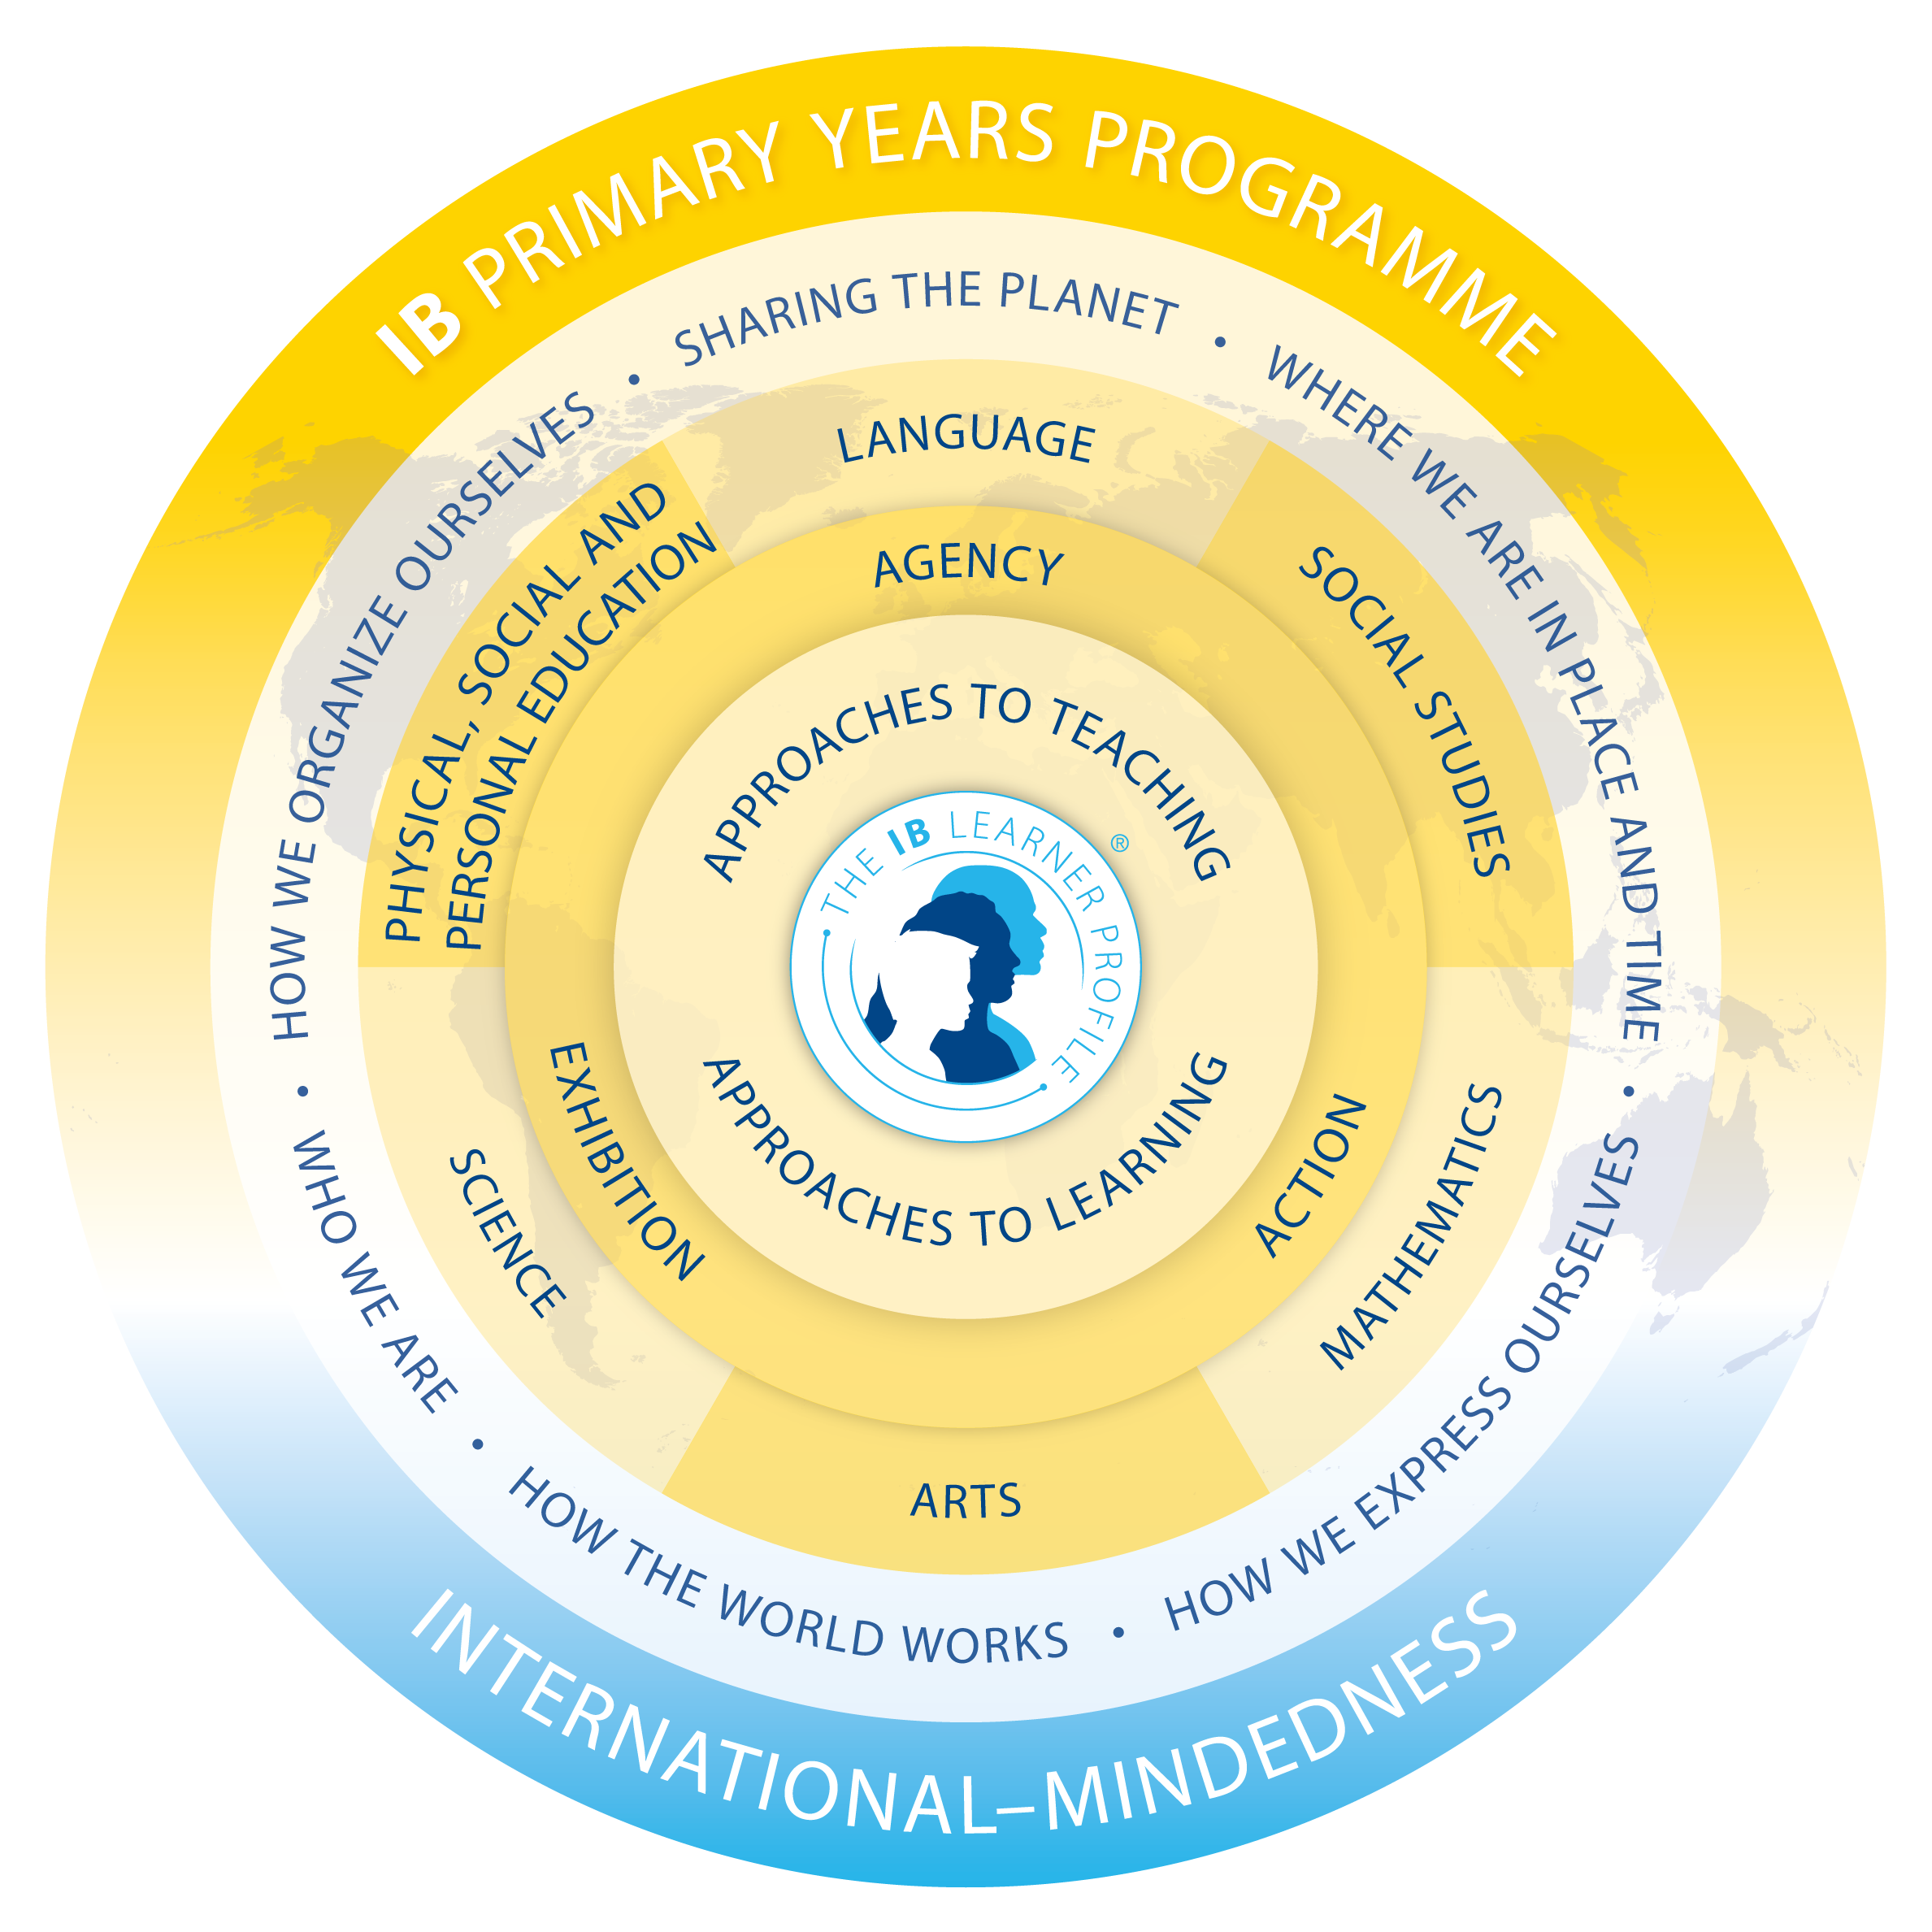 IB PRIMARY YEARS PROGRAMME
SHARING THE PLANET
•
WHERE WE ARE IN PLACE AND TIME
•
HOW WE EXPRESS OURSELVES
•
HOW THE WORLD WORKS
•
WHO WE ARE
•
HOW WE ORGANIZE OURSELVES
•
LANGUAGE
SOCIAL STUDIES
MATHEMATICS
ARTS
SCIENCE
PHYSICAL, SOCIAL AND
PERSONAL EDUCATION
AGENCY
ACTION
EXHIBITION
APPROACHES TO TEACHING
THE IB LEARNER PROFILE
®
APPROACHES TO LEARNING
INTERNATIONAL–MINDEDNESS